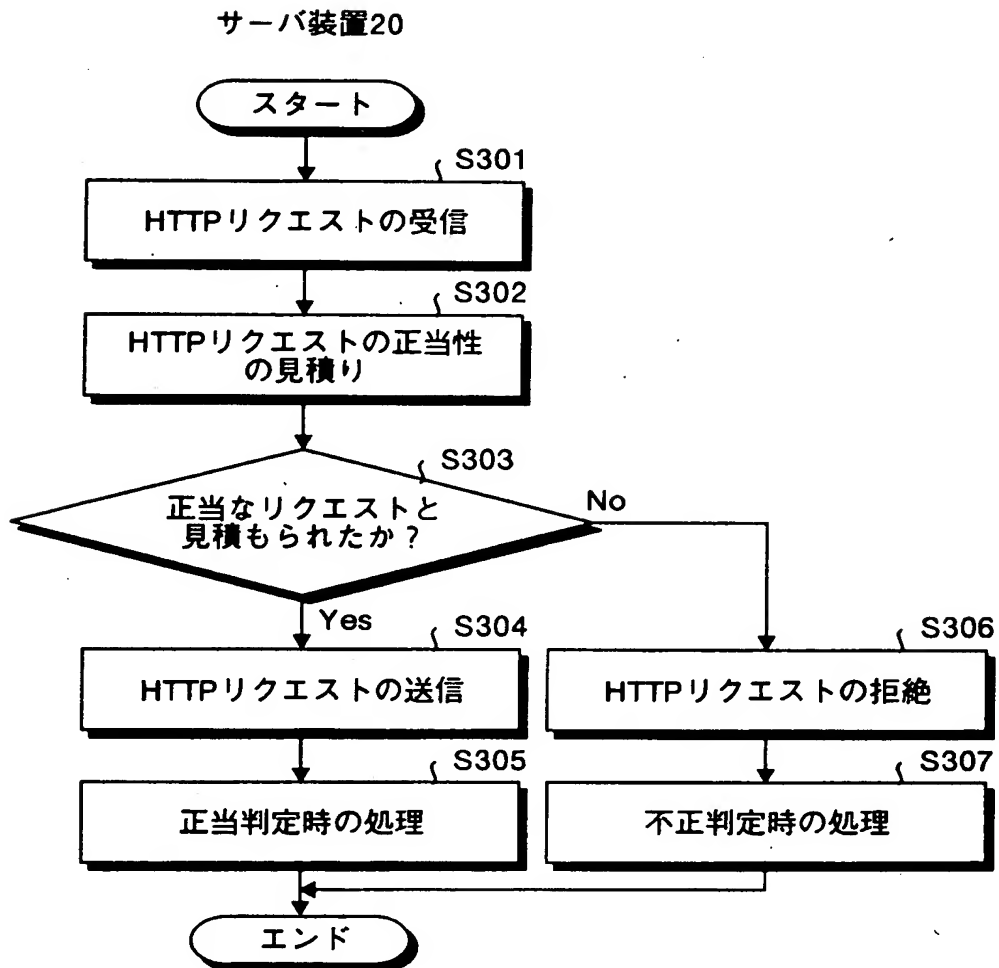 サーバ装置20
スタート
S301
HTTPリクエストの受信
S302
HTTPリクエストの正当性
の見積り
S303
正当なリクエストと
見積もられたか？
No
Yes
S304
HTTPリクエストの送信
S305
正当判定時の処理
S306
HTTPリクエストの拒絶
S307
不正判定時の処理
エンド